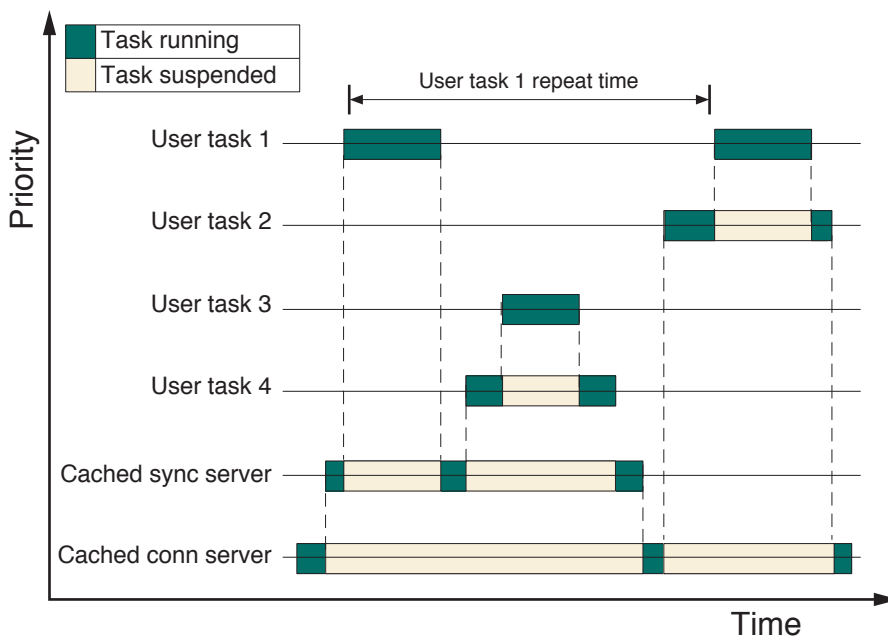 Task running
Task suspended
User task 1 repeat time
User task 1
User task 2
User task 3
User task 4
Cached sync server
Cached conn server
Priority
Time